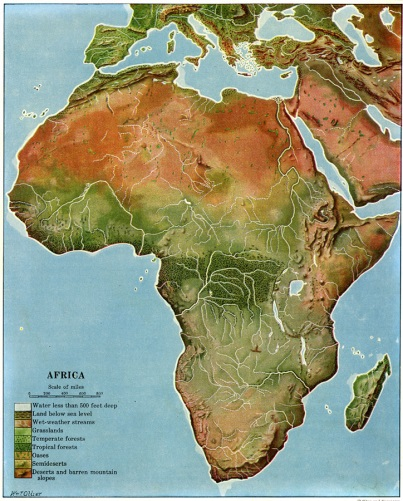 AFRICA
Scale of miles
Water less than 500 feet deep
Land below sea level
Wet-weather streams
Grasslands
Temperate forests
Tropical forests
Oases
Semideserts
Deserts and barren mountain
slopes